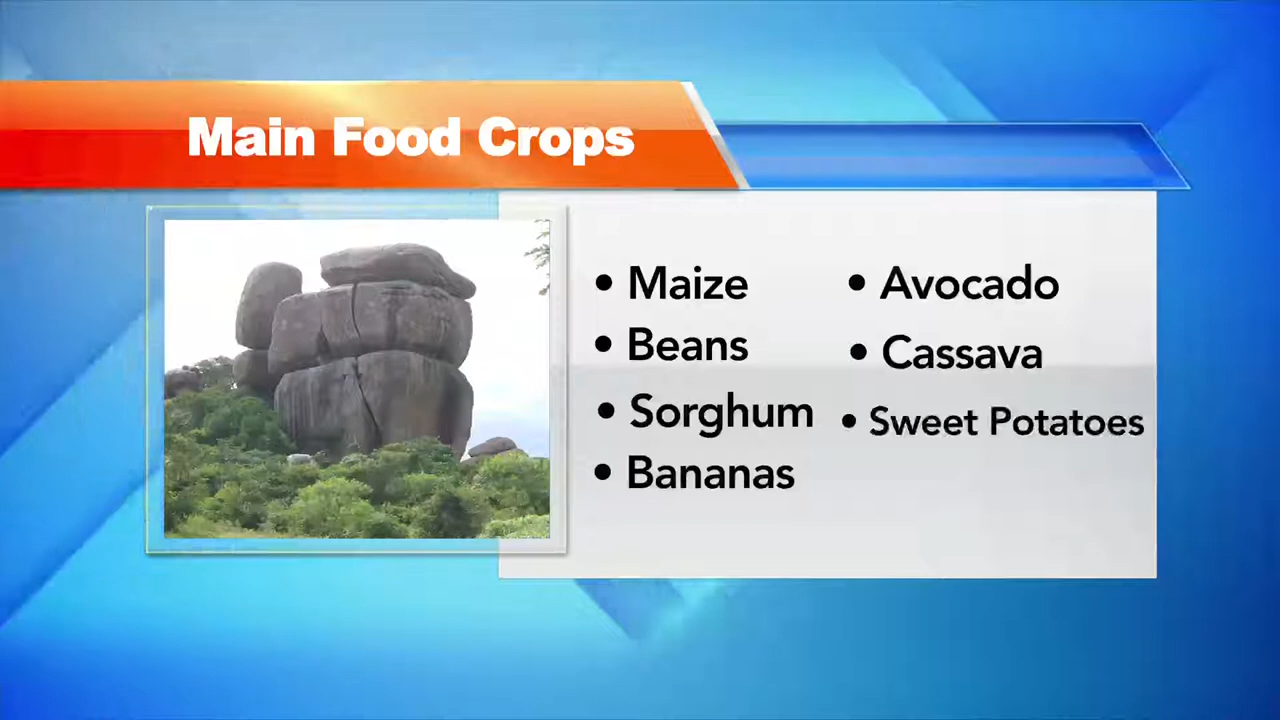 Main Food Crops
• Maize
• Beans
• Sorghum
• Bananas
• Avocado
• Cassava
• Sweet Potatoes